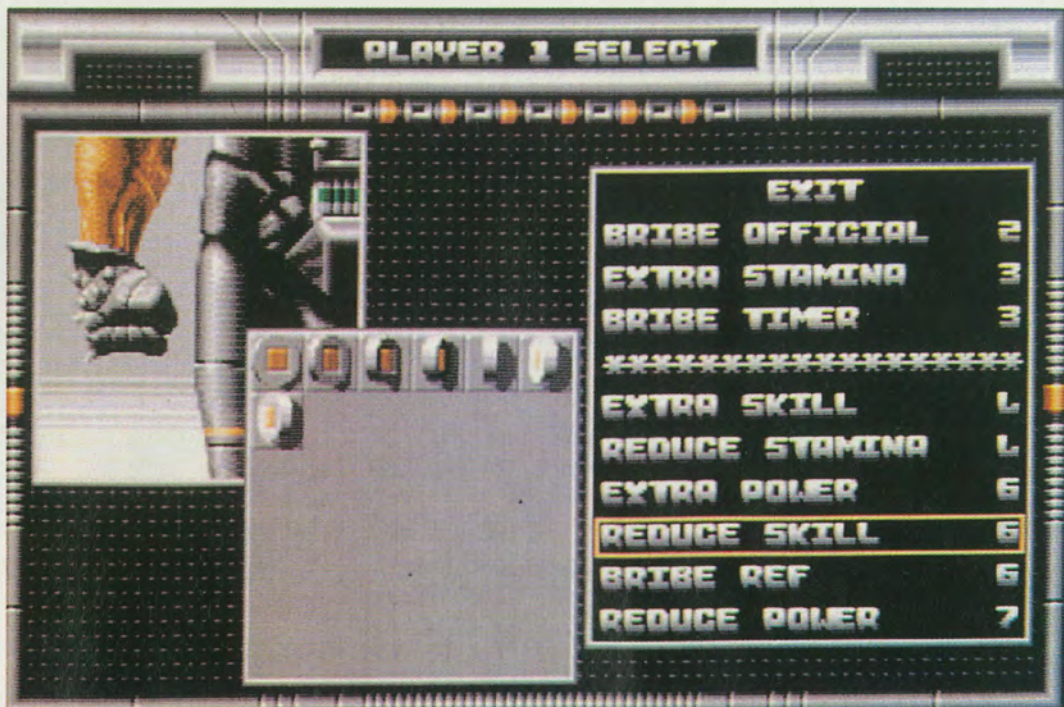 PLAYER 1 SELECT
EXIT
BRIBE OFFICIAL 2
EXTRA STAMINA 3
BRIBE TIMER 3
******************
EXTRA SKILL 4
REDUCE STAMINA 4
EXTRA POWER 6
REDUCE SKILL 6
BRIBE REF 6
REDUCE POWER 7